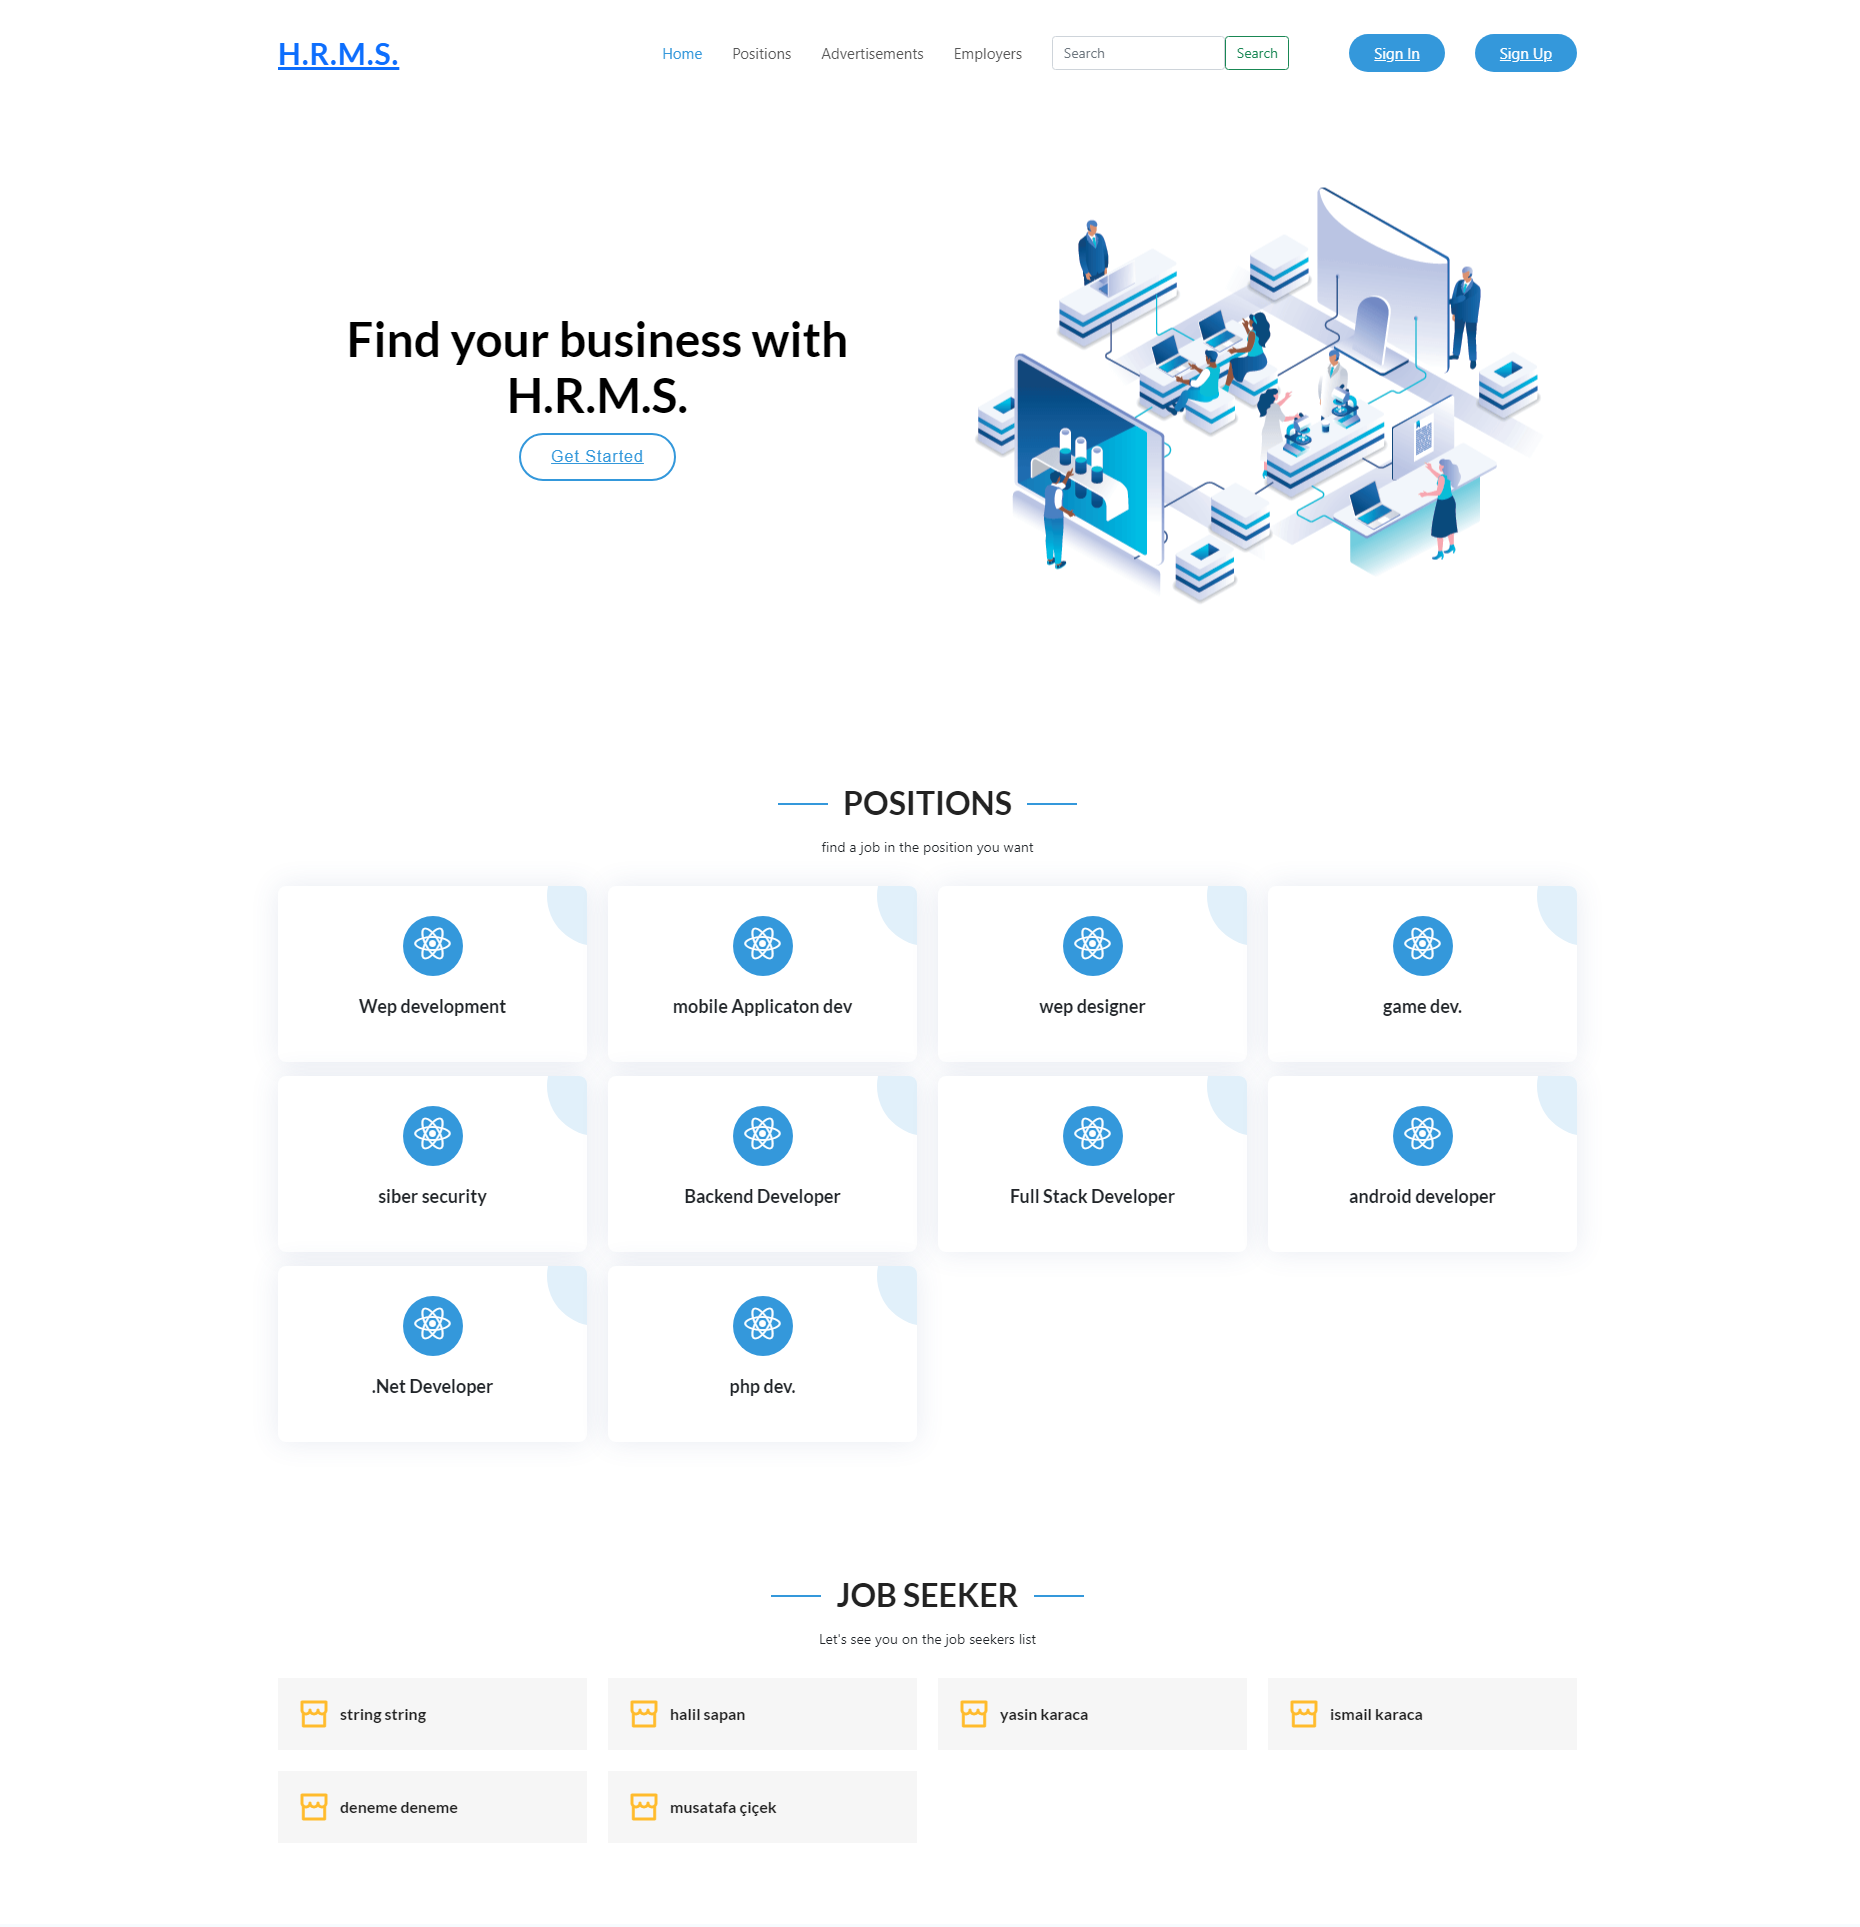 H.R.M.S.
Home Positions Advertisements Employers Search Search Sign In Sign Up
Find your business with
H.R.M.S.
Get Started
POSITIONS
find a job in the position you want
Wep development mobile Applicaton dev wep designer game dev.
siber security Backend Developer Full Stack Developer android developer
.Net Developer php dev.
JOB SEEKER
Let's see you on the job seekers list
string string halil sapan yasin karaca ismail karaca
deneme deneme musatafa çiçek